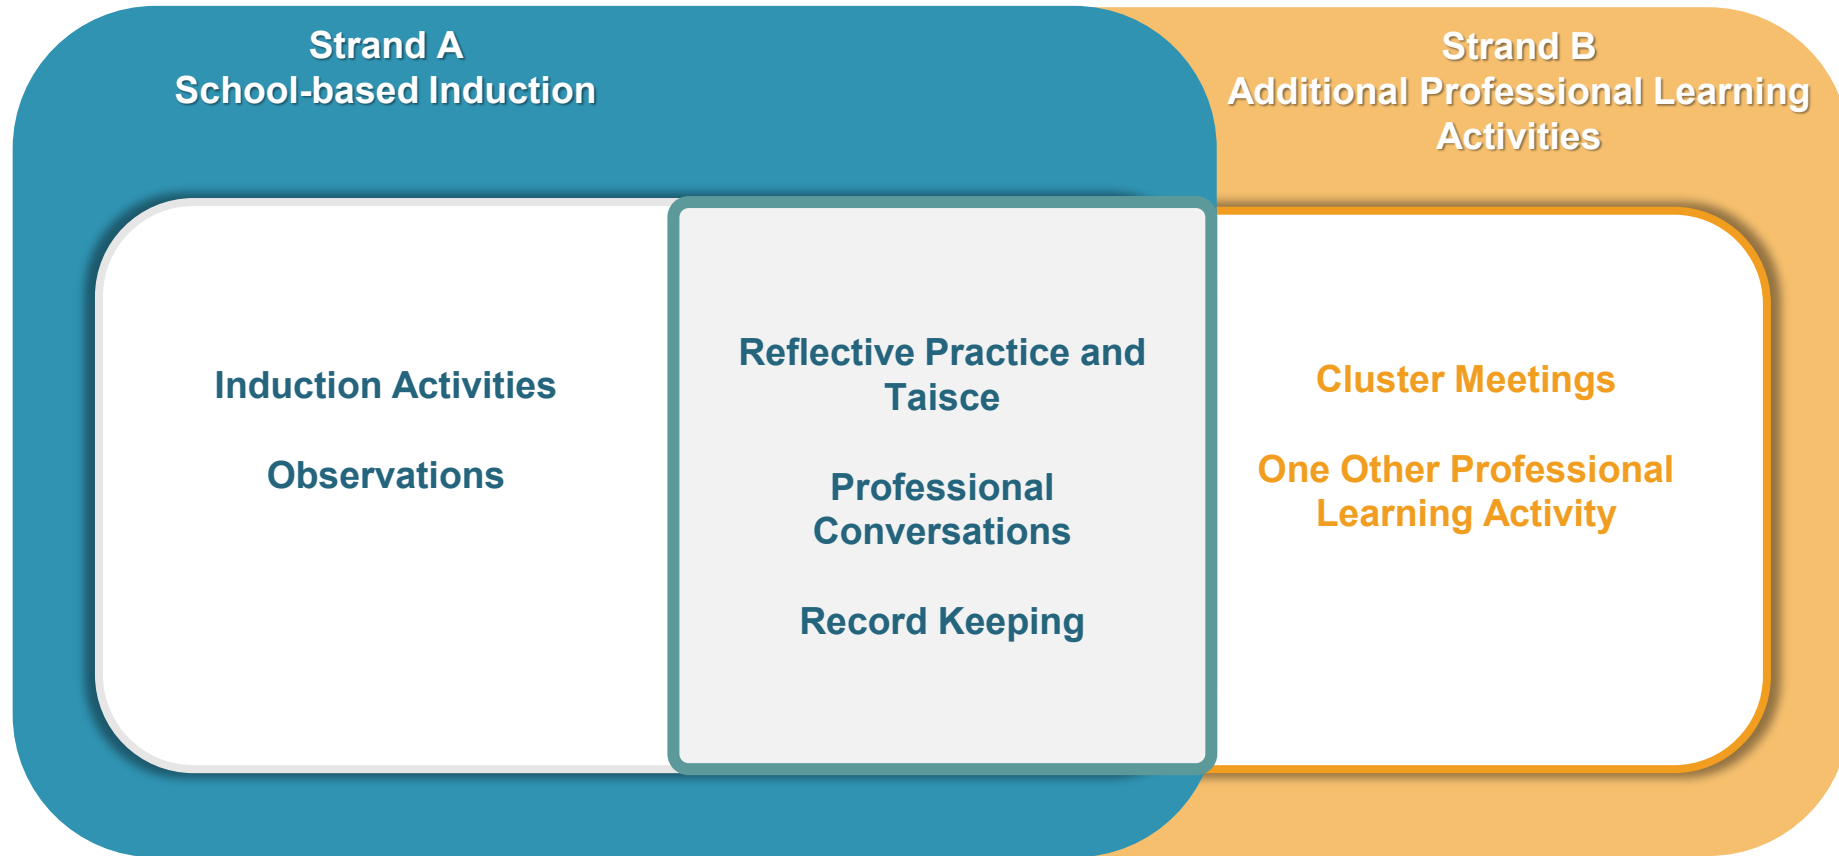 Strand A
School-based Induction
Strand B
Additional Professional Learning
Activities
Induction Activities
Observations
Reflective Practice and
Taisce
Professional
Conversations
Record Keeping
Cluster Meetings
One Other Professional
Learning Activity